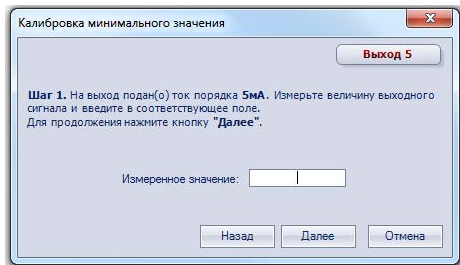 Калибровка минимального значения
Выход 5
Шаг 1. На выход подан(о) ток порядка 5мА. Измерьте величину выходного
сигнала и введите в соответствующее поле.
Для продолжения нажмите кнопку "Далее".
Измеренное значение:
Назад Далее Отмена